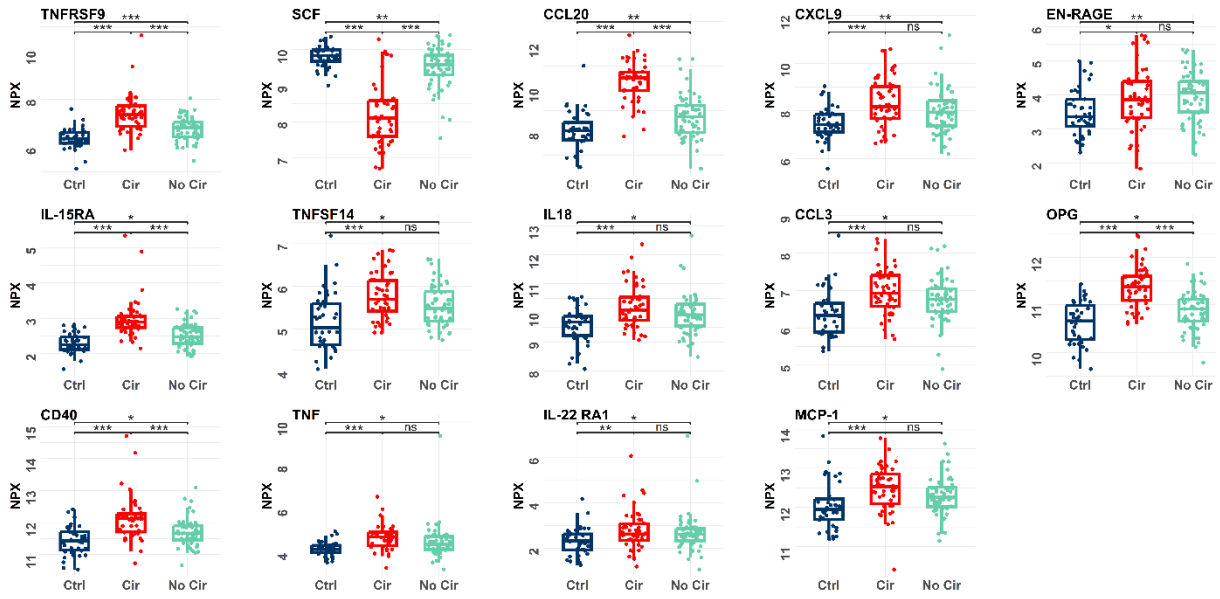 TNFRSF9
***
*** ***
NPX
10
8
6
Ctrl Cir No Cir
SCF
**
*** ***
NPX
10
9
8
7
Ctrl Cir No Cir
CCL20
**
*** ***
NPX
12
10
8
Ctrl Cir No Cir
CXCL9
**
*** ns
NPX
12
10
8
6
Ctrl Cir No Cir
EN-RAGE
**
* ns
NPX
6
5
4
3
2
Ctrl Cir No Cir
IL-15RA
*
*** ***
NPX
5
4
3
2
Ctrl Cir No Cir
TNFSF14
*
*** ns
NPX
7
6
5
4
Ctrl Cir No Cir
IL18
*
*** ns
NPX
13
12
11
10
9
8
Ctrl Cir No Cir
CCL3
*
*** ns
NPX
9
8
7
6
5
Ctrl Cir No Cir
OPG
*
*** ***
NPX
12
11
10
Ctrl Cir No Cir
CD40
*
*** ***
NPX
15
14
13
12
11
Ctrl Cir No Cir
TNF
*
*** ns
NPX
10
8
6
4
Ctrl Cir No Cir
IL-22 RA1
*
** ns
NPX
6
4
2
Ctrl Cir No Cir
MCP-1
*
*** ns
NPX
14
13
12
11
Ctrl Cir No Cir